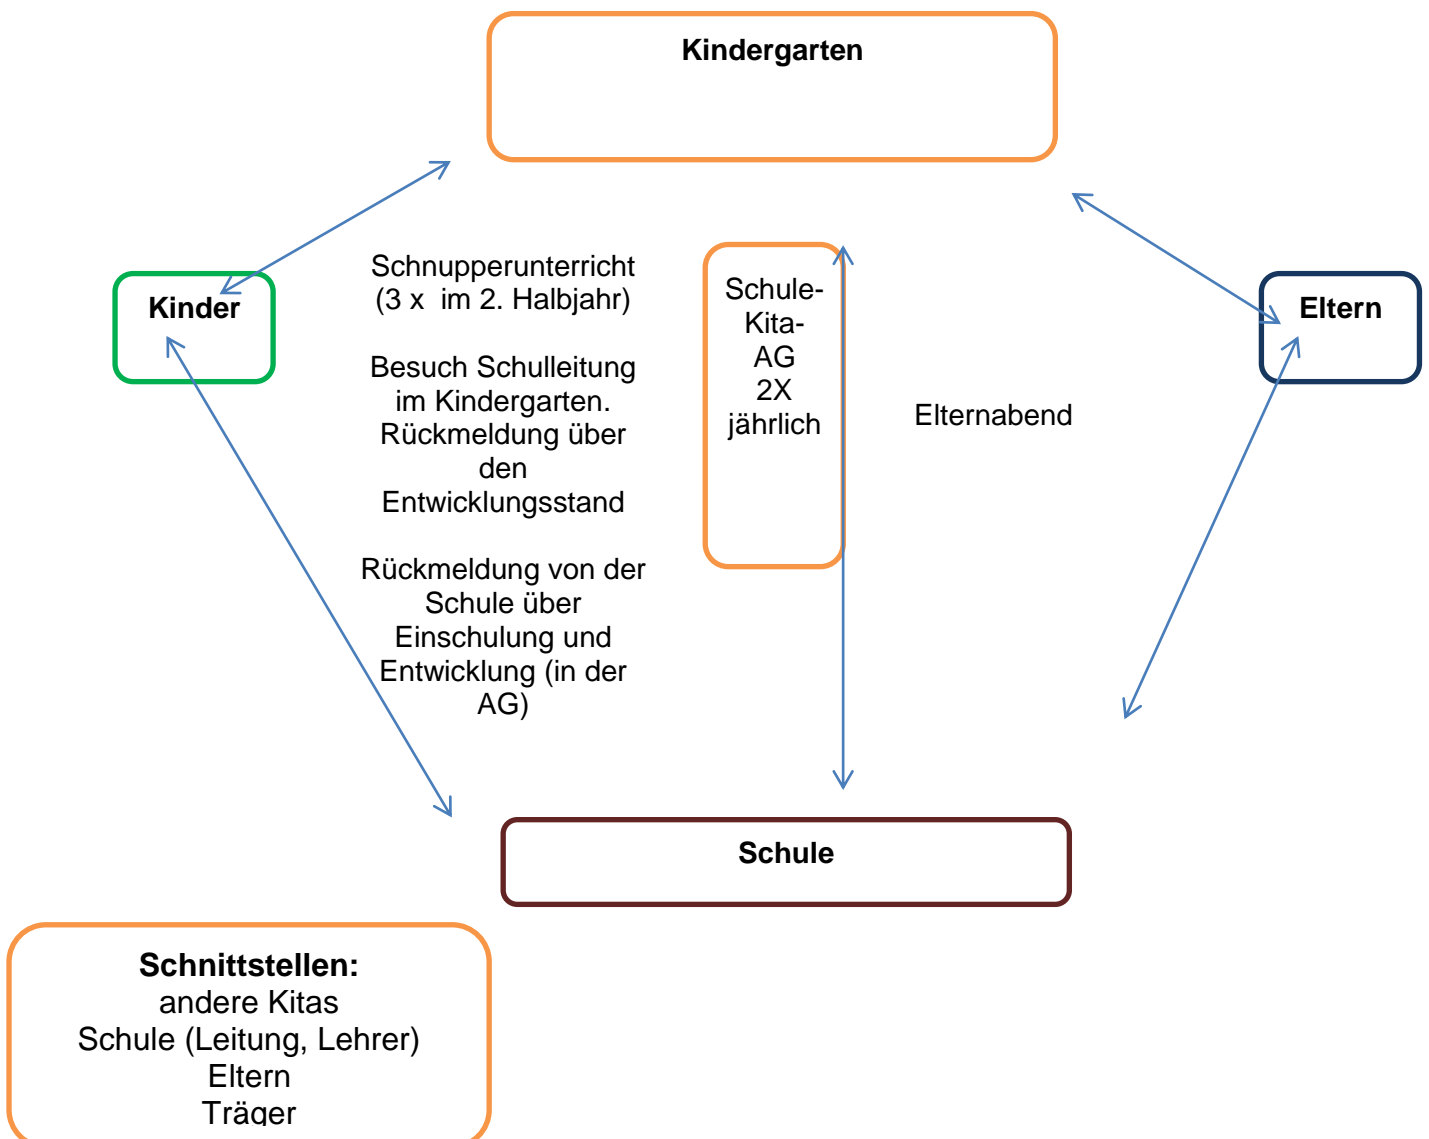 Kindergarten
Kinder
Schnupperunterricht
(3 x  im 2. Halbjahr)
Besuch Schulleitung
im Kindergarten.
Rückmeldung über
den
Entwicklungsstand
Rückmeldung von der
Schule über
Einschulung und
Entwicklung (in der
AG)
Schule-
Kita-
AG
2X
jährlich
Elternabend
Eltern
Schule
Schnittstellen:
andere Kitas
Schule (Leitung, Lehrer)
Eltern
Träger